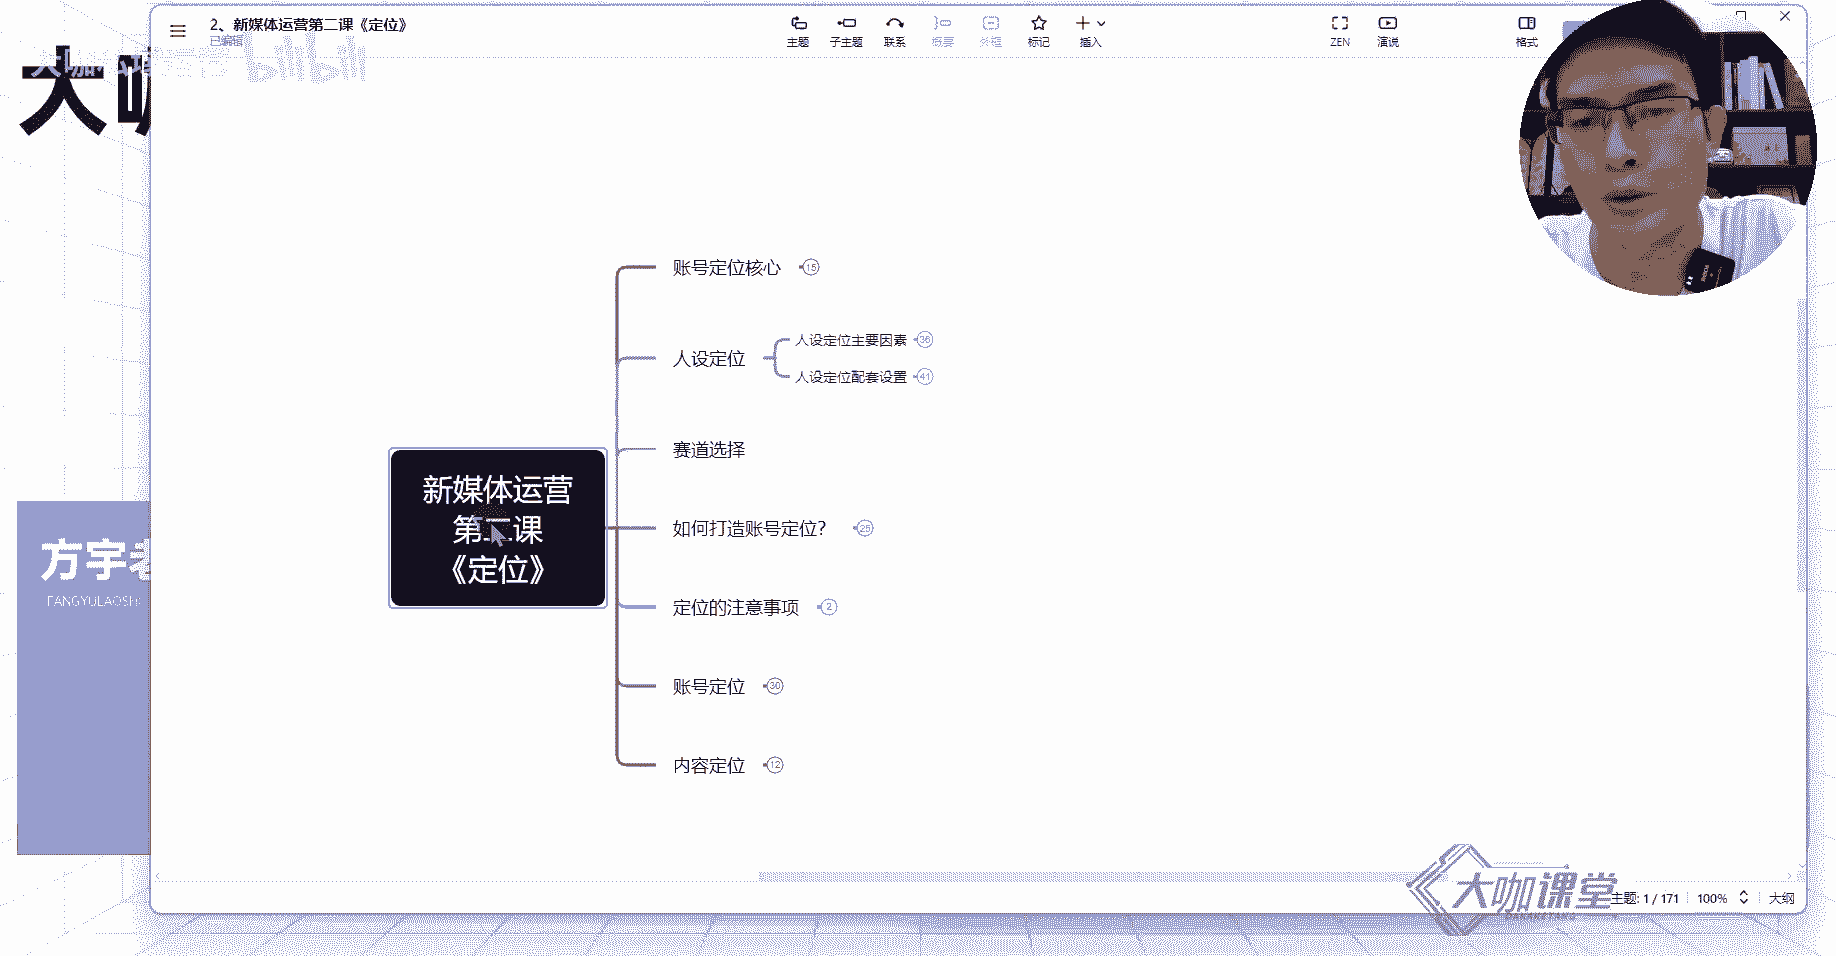 2、新媒体运营第二课《定位》
已编辑
主题
子主题
联系
概要
外框
标记
插入
ZEN
演说
格式
大咖
bilibili
账号定位核心 15
人设定位
人设定位主要因素 36
人设定位配套设置 41
赛道选择
新媒体运营
第二课
《定位》
如何打造账号定位? 25
定位的注意事项 2
账号定位 30
内容定位 12
方宇老
FANGYULAOSH
大咖课堂
主题: 1 / 171
100%
大纲